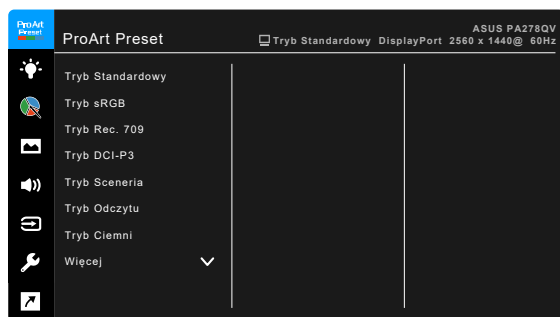 ProArt
Preset
ProArt Preset
ASUS PA278QV
Tryb Standardowy DisplayPort 2560 x 1440@ 60Hz
Tryb Standardowy
Tryb sRGB
Tryb Rec. 709
Tryb DCI-P3
Tryb Sceneria
Tryb Odczytu
Tryb Ciemni
Więcej